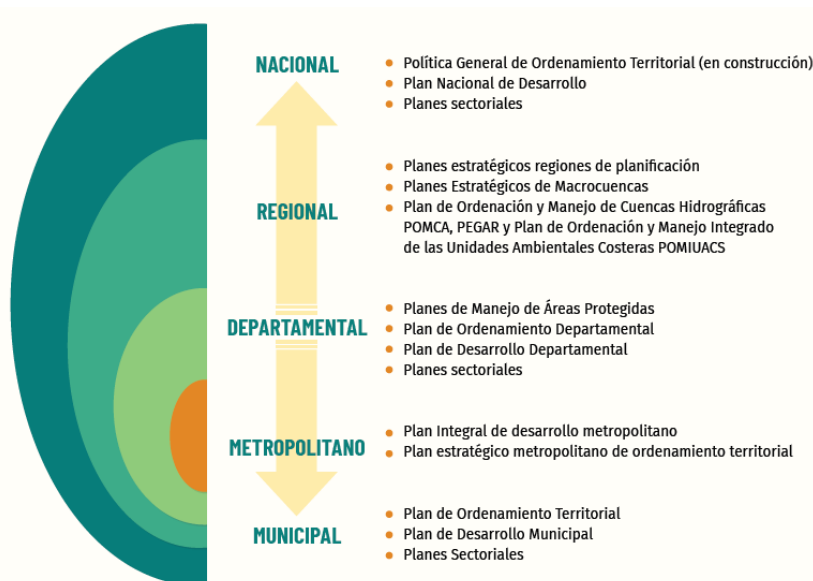 NACIONAL
• Política General de Ordenamiento Territorial (en construcción)
• Plan Nacional de Desarrollo
• Planes sectoriales
REGIONAL
• Planes estratégicos regiones de planificación
• Planes Estratégicos de Macrocuencas
• Plan de Ordenación y Manejo de Cuencas Hidrográficas
POMCA, PEGAR y Plan de Ordenación y Manejo Integrado
de las Unidades Ambientales Costeras POMIUACS
DEPARTAMENTAL
• Planes de Manejo de Áreas Protegidas
• Plan de Ordenamiento Departamental
• Plan de Desarrollo Departamental
• Planes sectoriales
METROPOLITANO
• Plan Integral de desarrollo metropolitano
• Plan estratégico metropolitano de ordenamiento territorial
MUNICIPAL
• Plan de Ordenamiento Territorial
• Plan de Desarrollo Municipal
• Planes Sectoriales